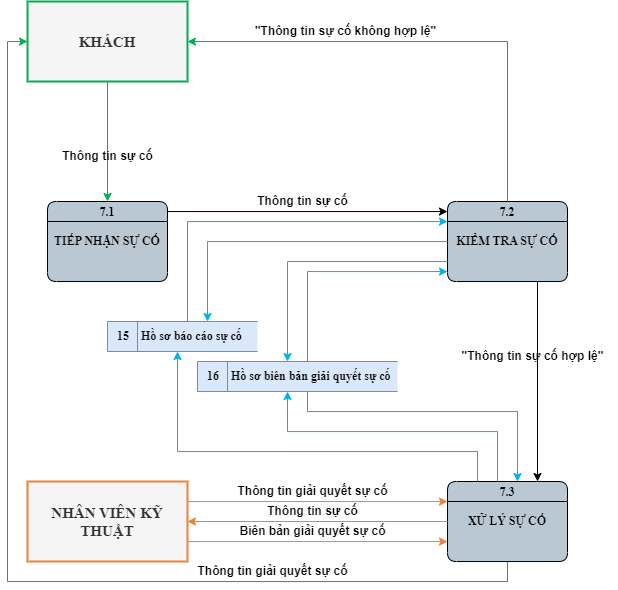 "Thông tin sự cố không hợp lệ"
KHÁCH
Thông tin sự cố
Thông tin sự cố
7.1
7.2
TIẾP NHẬN SỰ CỐ
KIỂM TRA SỰ CỐ
15 Hồ sơ báo cáo sự cố
"Thông tin sự cố hợp lệ"
16 Hồ sơ biên bản giải quyết sự cố
Thông tin giải quyết sự cố
7.3
NHÂN VIÊN KỸ
THUẬT
Thông tin sự cố
XỬ LÝ SỰ CỐ
Biên bản giải quyết sự cố
Thông tin giải quyết sự cố